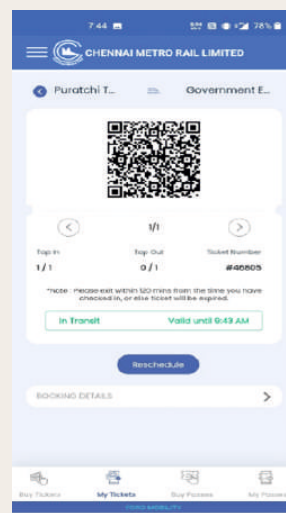 7:44 78%
CHENNAI METRO RAIL LIMITED
Puratchi T... Government E...
1/1
Tap In Tap Out Ticket Number
1/1 0/1 #46805
*Note : Please exit within 120 mins from the time you have
checked in, or else ticket will be expired.
In Transit Valid until 9:43 AM
Reschedule
BOOKING DETAILS
Buy Tickets My Tickets Buy Passes My Passes